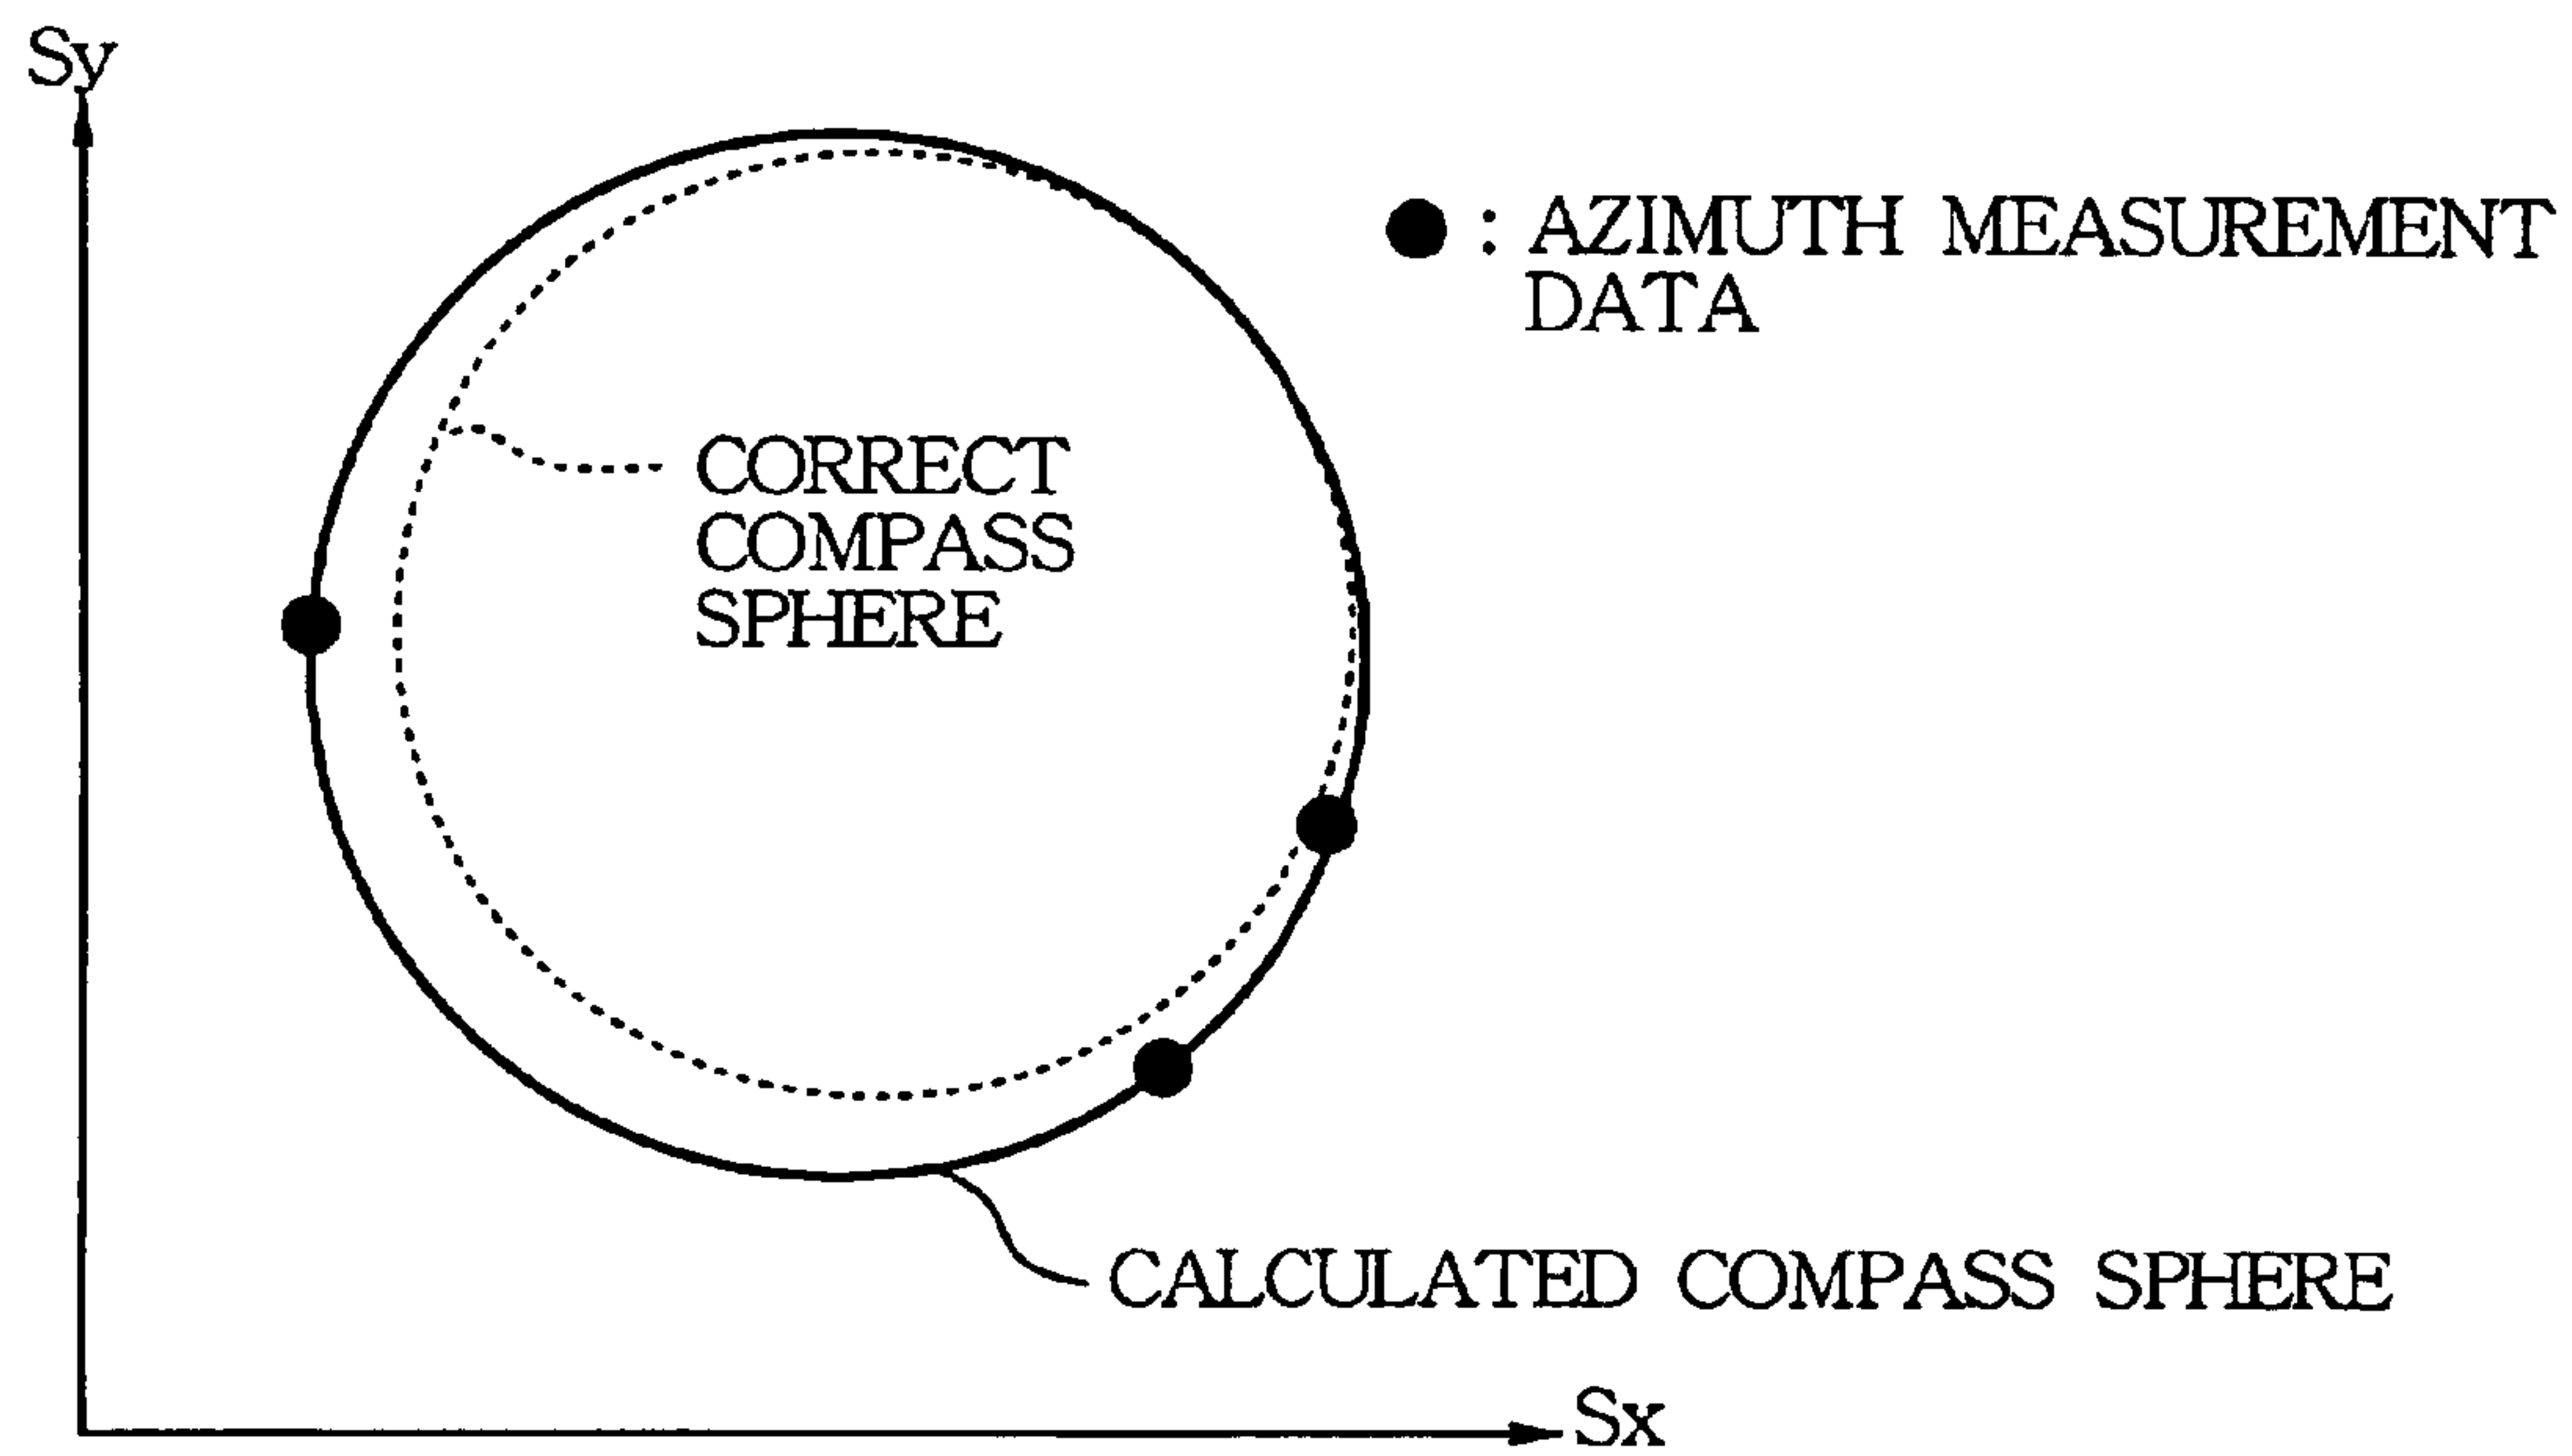 Sy
● : AZIMUTH MEASUREMENT
DATA
CORRECT
COMPASS
SPHERE
CALCULATED COMPASS SPHERE
Sx